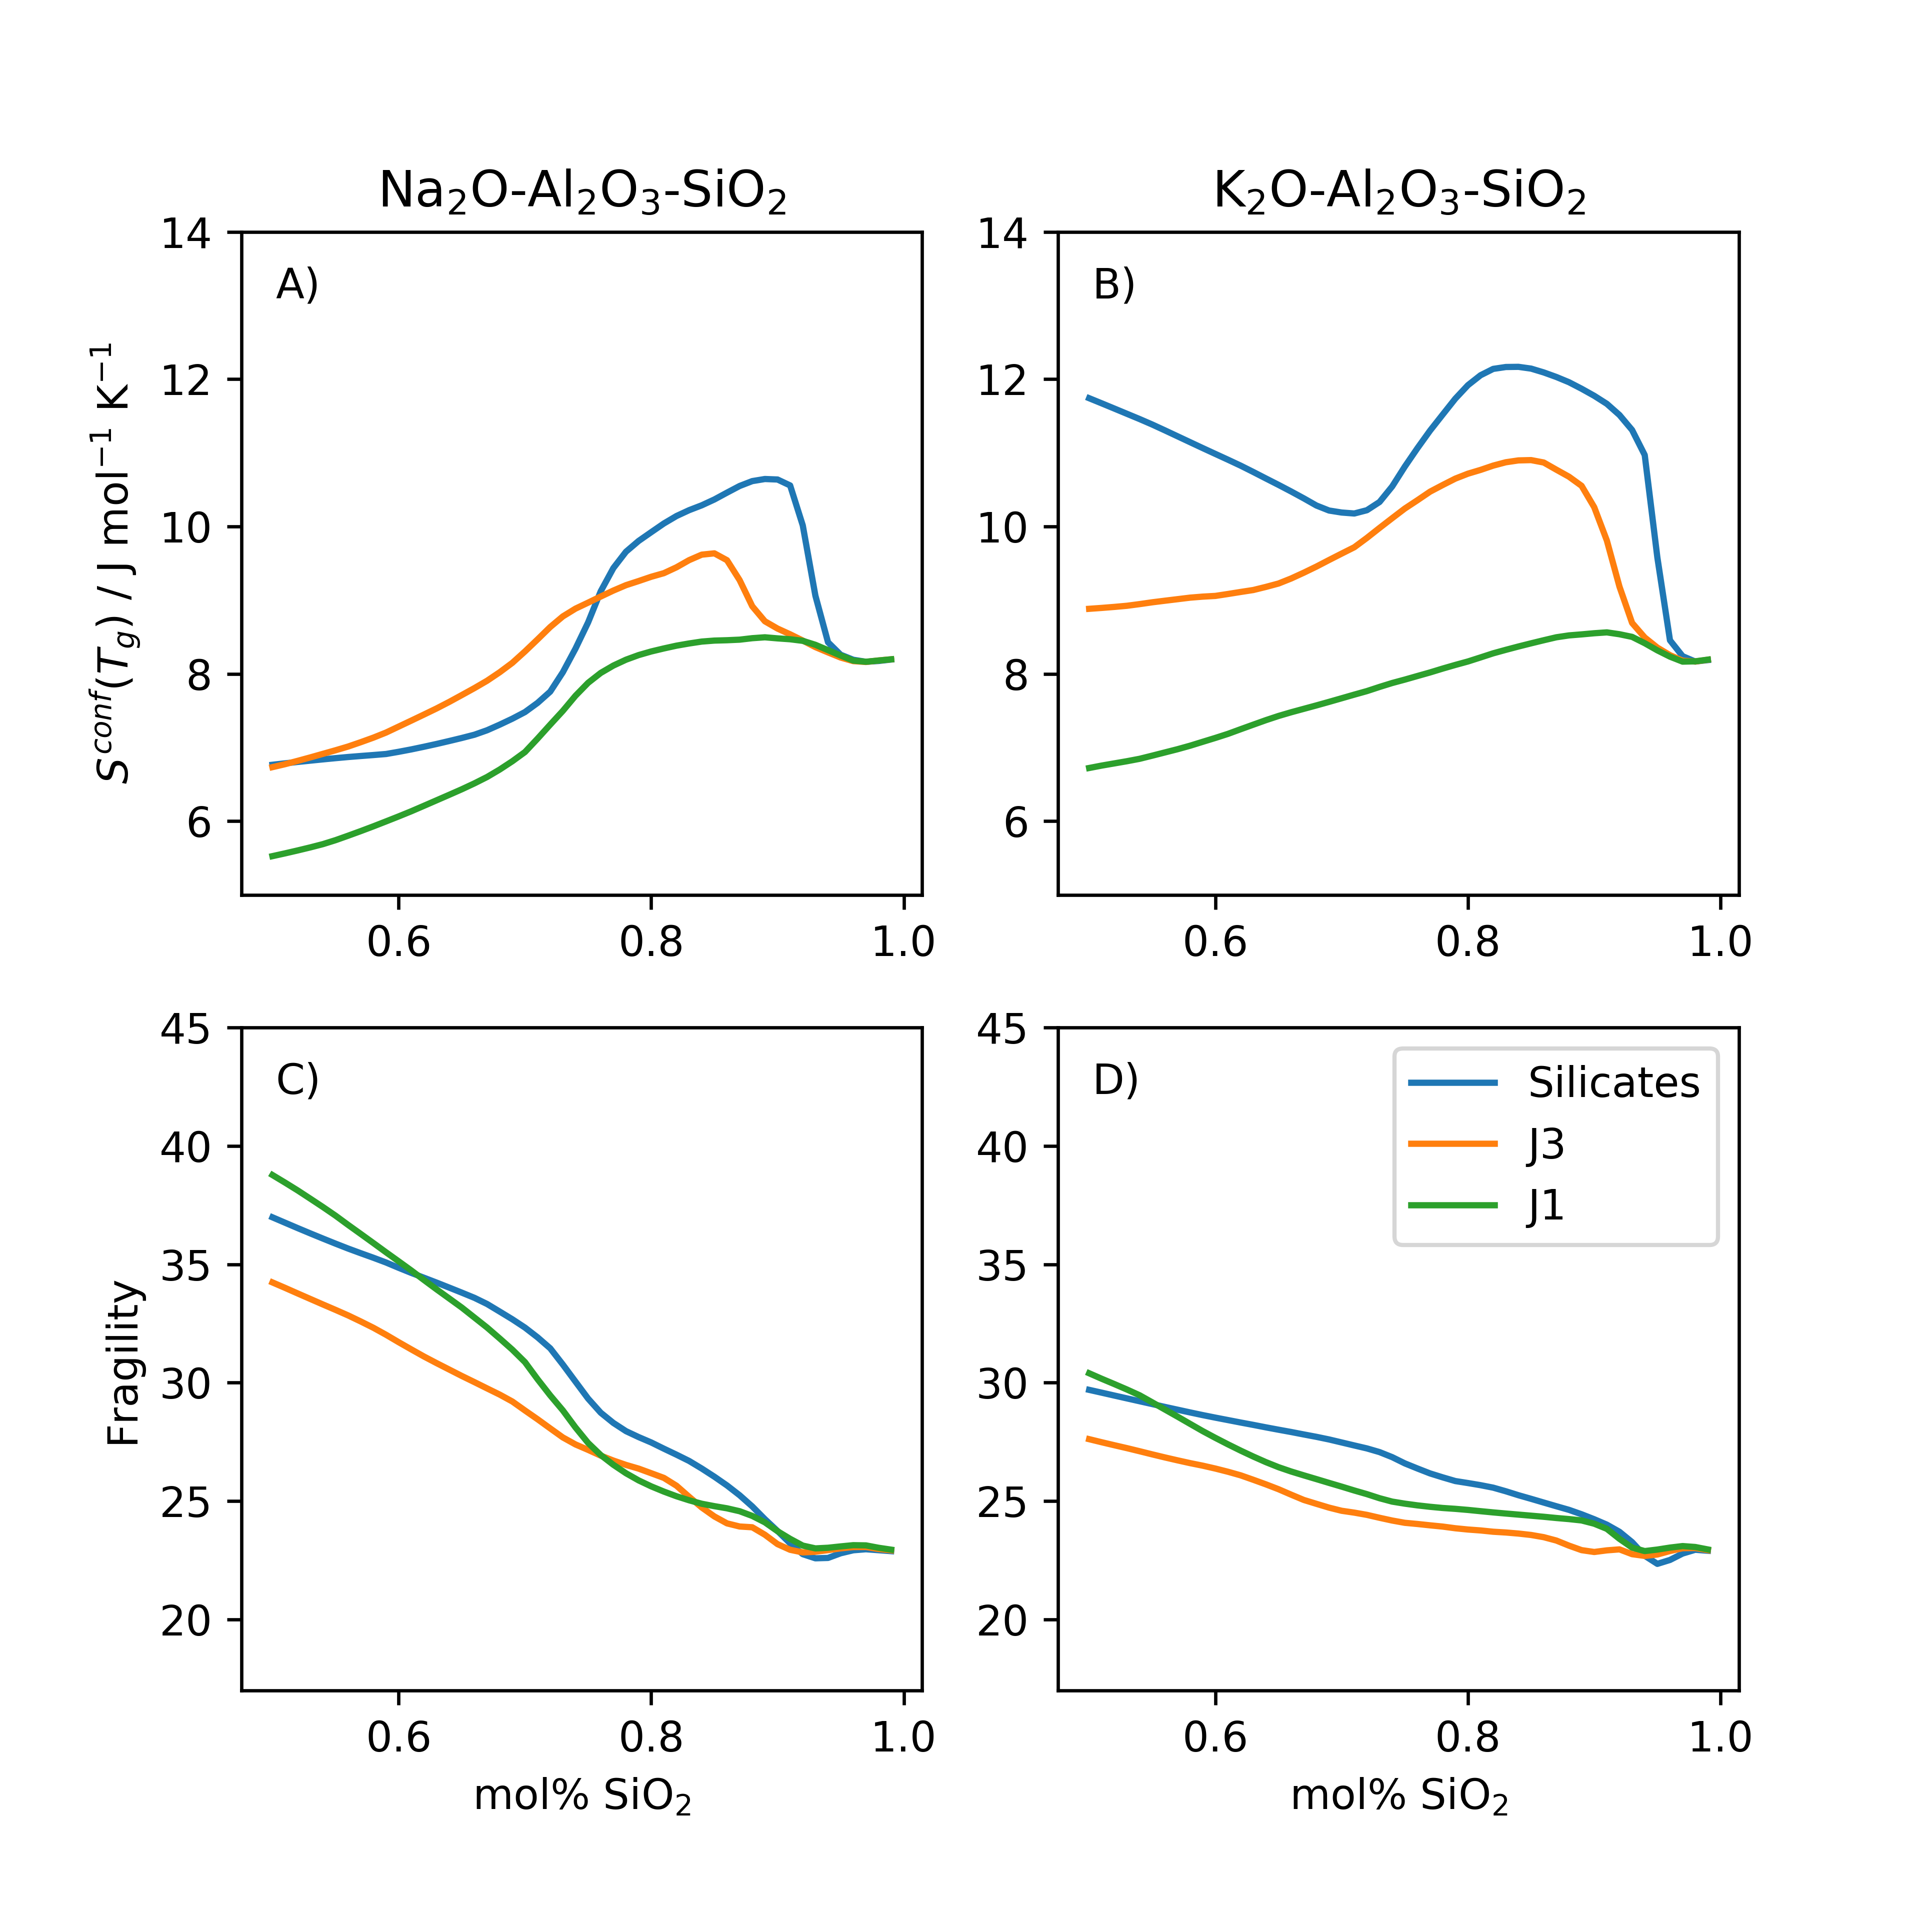 Na₂O-Al₂O₃-SiO₂
K₂O-Al₂O₃-SiO₂
14
12
10
8
6
S^conf(T_g) / J mol⁻¹ K⁻¹
A)
0.6 0.8 1.0
14
12
10
8
6
B)
0.6 0.8 1.0
45
40
35
30
25
20
Fragility
C)
0.6 0.8 1.0
mol% SiO₂
45
40
35
30
25
20
D)
Silicates
J3
J1
0.6 0.8 1.0
mol% SiO₂